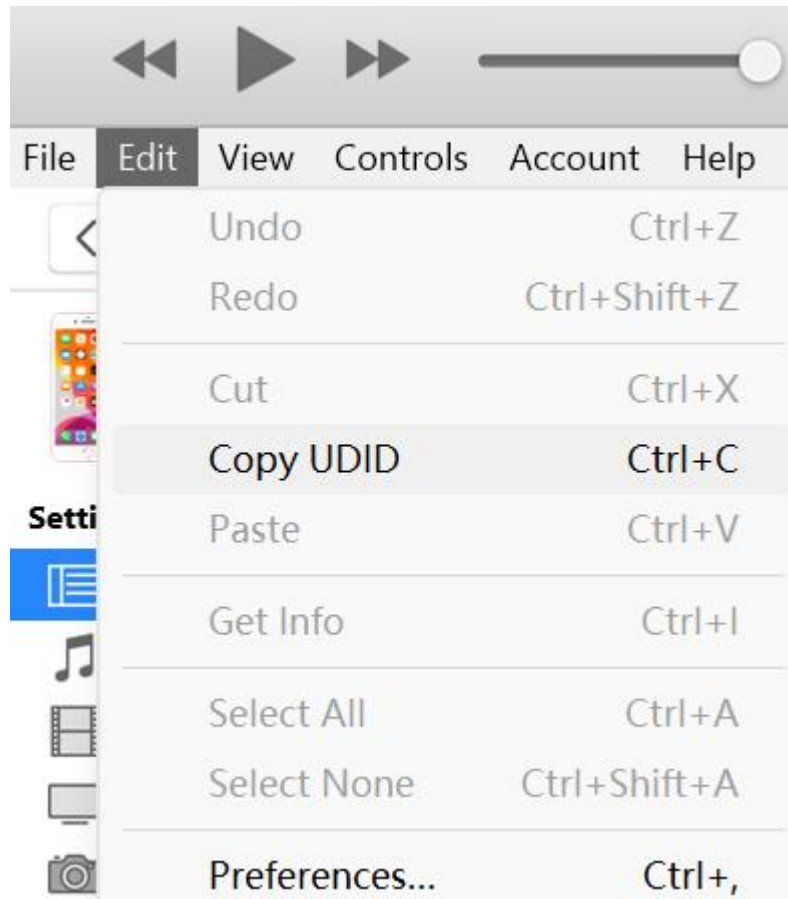 File Edit View Controls Account Help
Undo Ctrl+Z
Redo Ctrl+Shift+Z
Cut Ctrl+X
Copy UDID Ctrl+C
Setti
Paste Ctrl+V
Get Info Ctrl+I
Select All Ctrl+A
Select None Ctrl+Shift+A
Preferences... Ctrl+,